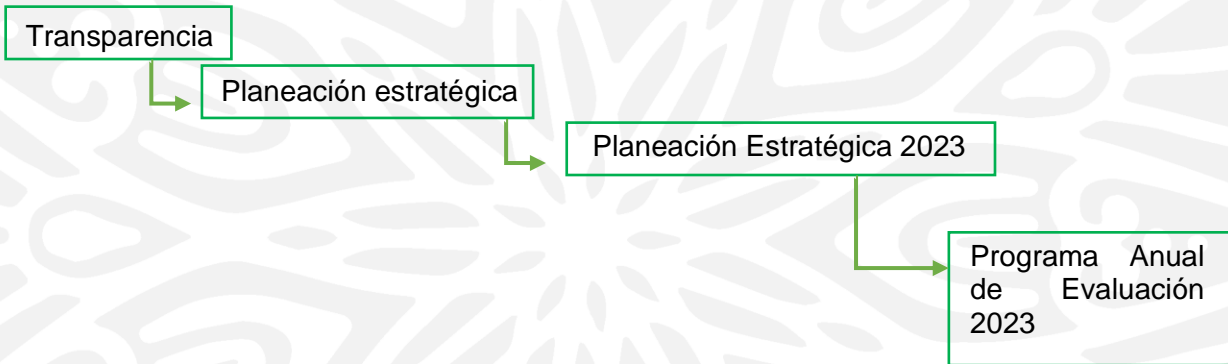 Transparencia
Planeación estratégica
Planeación Estratégica 2023
Programa Anual
de Evaluación
2023